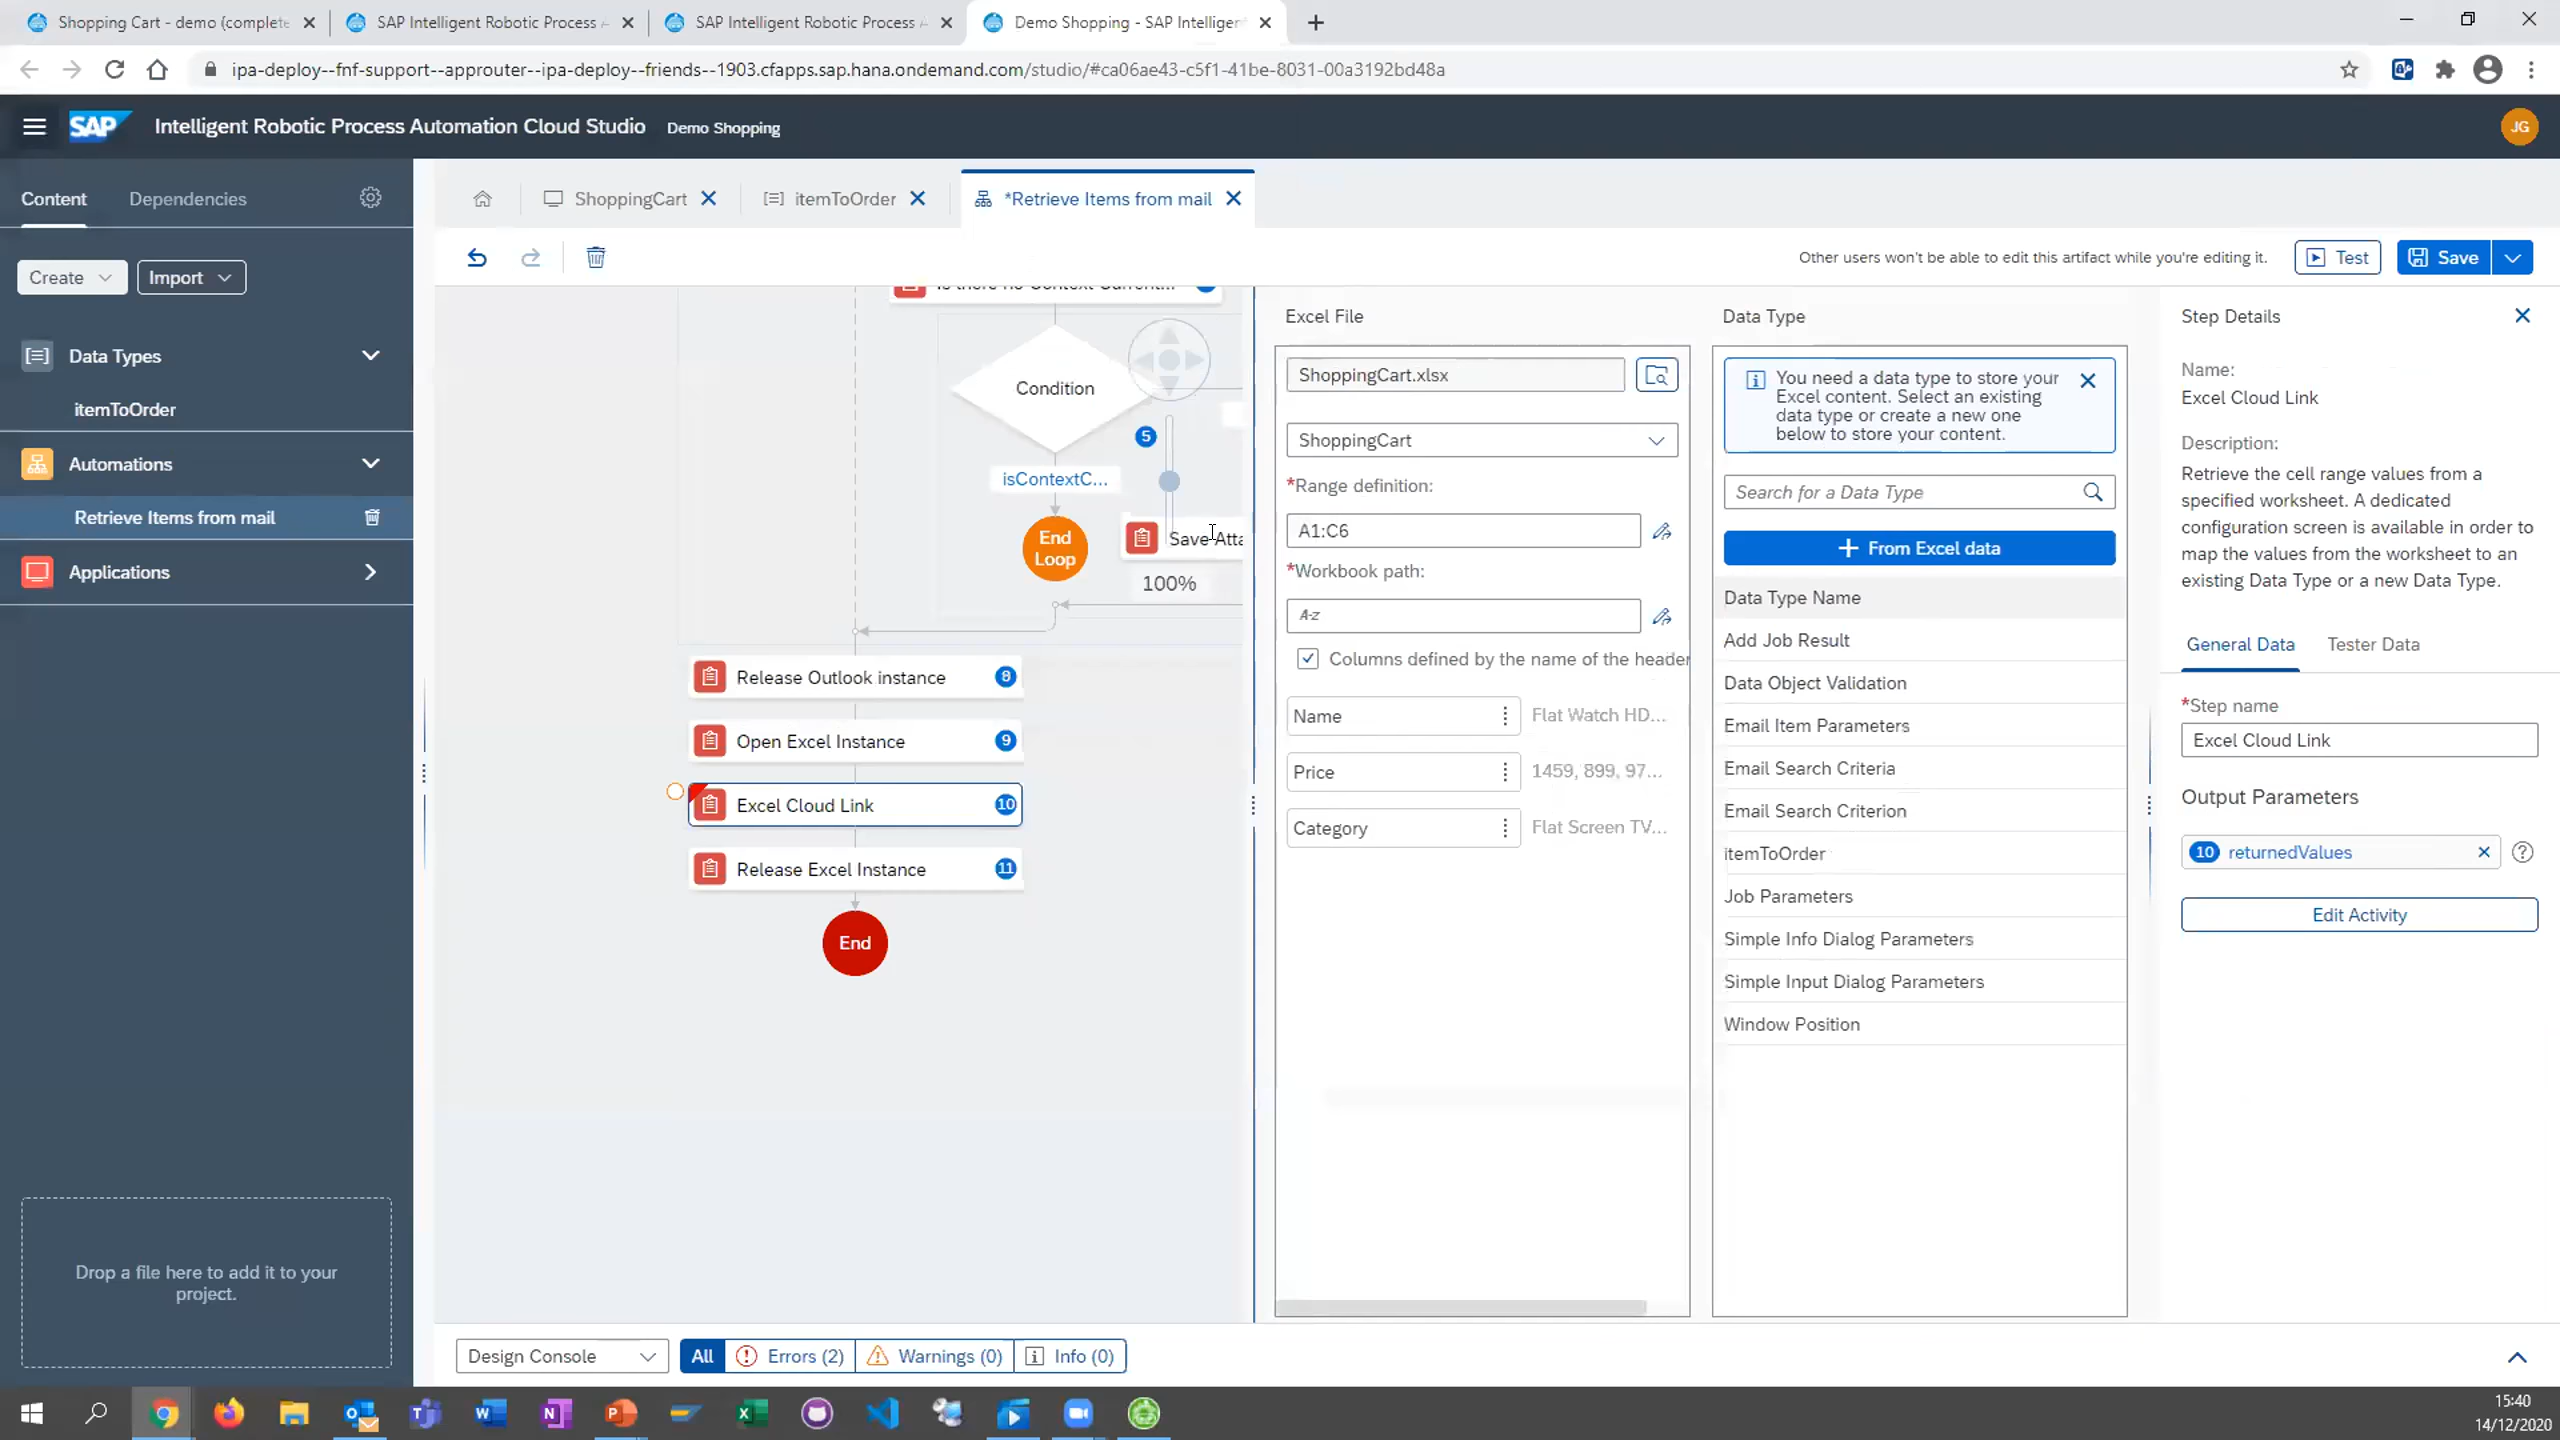 Shopping Cart - demo (complete
SAP Intelligent Robotic Process A
SAP Intelligent Robotic Process A
Demo Shopping - SAP Intelligen
ipa-deploy--fnf-support--approuter--ipa-deploy--friends--1903.cfapps.sap.hana.ondemand.com/studio/#ca06ae43-c5f1-41be-8031-00a3192bd48a
SAP Intelligent Robotic Process Automation Cloud Studio Demo Shopping JG
Content Dependencies
Create Import
Data Types
itemToOrder
Automations
Retrieve Items from mail
Applications
Drop a file here to add it to your
project.
ShoppingCart itemToOrder *Retrieve Items from mail
Other users won't be able to edit this artifact while you're editing it. Test Save
Is there no Context Current...
Condition
5
isContextC...
End
Loop
Save Atta
100%
Release Outlook instance 8
Open Excel Instance 9
Excel Cloud Link 10
Release Excel Instance 11
End
Excel File
ShoppingCart.xlsx
ShoppingCart
*Range definition:
A1:C6
*Workbook path:
A-z
Columns defined by the name of the header
Name Flat Watch HD...
Price 1459, 899, 97...
Category Flat Screen TV...
Data Type
You need a data type to store your
Excel content. Select an existing
data type or create a new one
below to store your content.
Search for a Data Type
From Excel data
Data Type Name
Add Job Result
Data Object Validation
Email Item Parameters
Email Search Criteria
Email Search Criterion
itemToOrder
Job Parameters
Simple Info Dialog Parameters
Simple Input Dialog Parameters
Window Position
Step Details
Name:
Excel Cloud Link
Description:
Retrieve the cell range values from a
specified worksheet. A dedicated
configuration screen is available in order to
map the values from the worksheet to an
existing Data Type or a new Data Type.
General Data Tester Data
*Step name
Excel Cloud Link
Output Parameters
10 returnedValues
Edit Activity
Design Console All Errors (2) Warnings (0) Info (0)
15:40
14/12/2020